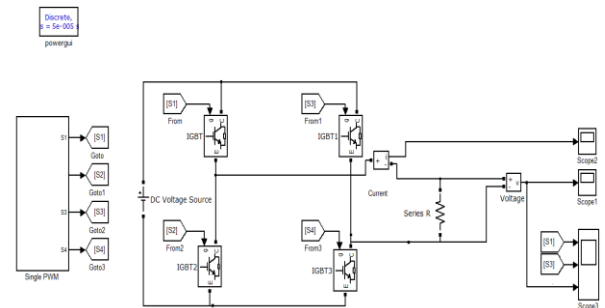 Discrete,
s = 5e-005 s
powergui
[S1]
From
IGBT
g
C
E
[S3]
From1
IGBT1
g
C
E
S1
[S1]
Goto
[S2]
Goto1
S3
[S3]
Goto2
S4
[S4]
Goto3
Single PWM
DC Voltage Source
[S2]
From2
IGBT2
g
C
E
[S4]
From3
IGBT3
g
C
E
Current
Series R
Voltage
Scope2
Scope1
[S1]
[S3]